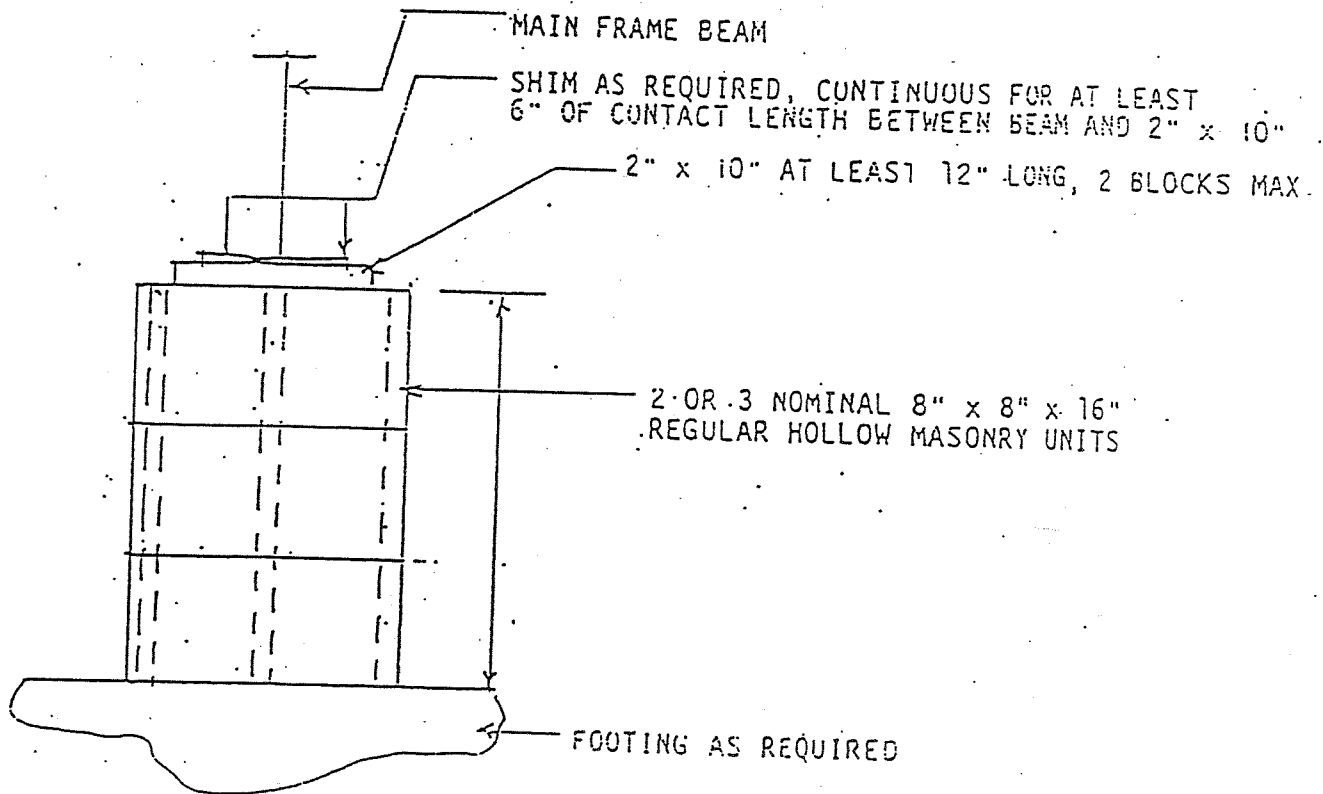 MAIN FRAME BEAM
SHIM AS REQUIRED, CONTINUOUS FOR AT LEAST
6" OF CONTACT LENGTH BETWEEN BEAM AND 2" x 10"
2" x 10" AT LEAST 12" LONG, 2 BLOCKS MAX.
2 OR 3 NOMINAL 8" x 8" x 16"
REGULAR HOLLOW MASONRY UNITS
FOOTING AS REQUIRED